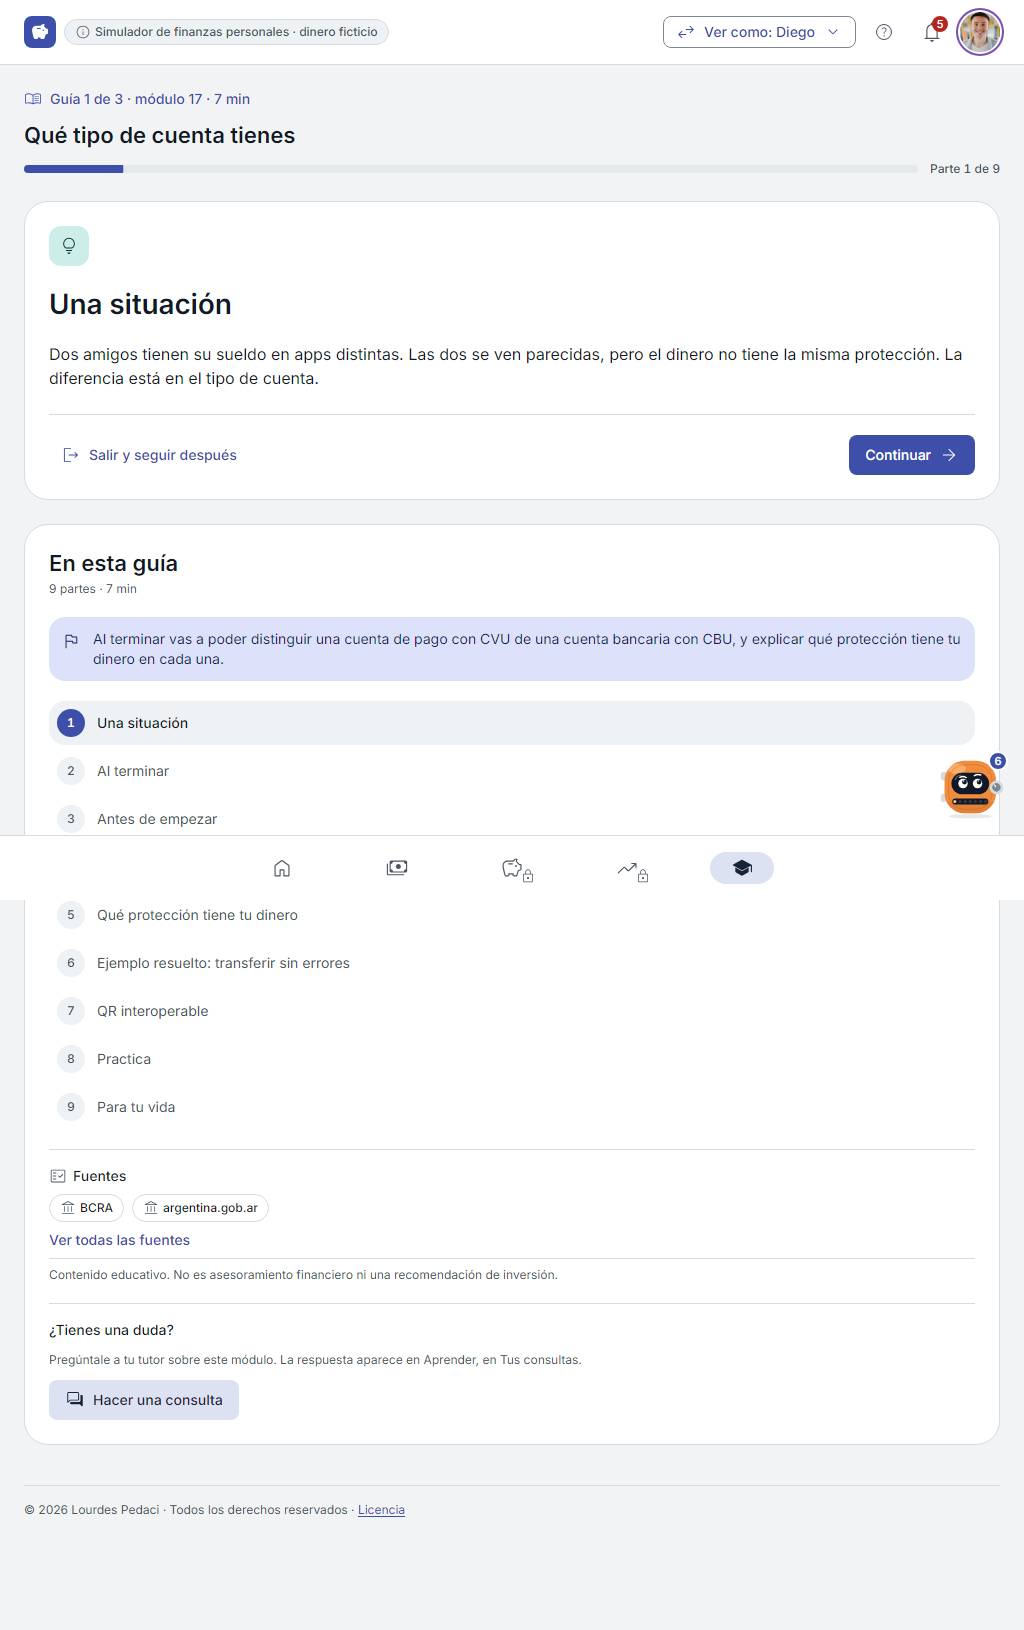 Simulador de finanzas personales · dinero ficticio
Ver como: Diego
5
Guía 1 de 3 · módulo 17 · 7 min
Qué tipo de cuenta tienes
Parte 1 de 9
Una situación
Dos amigos tienen su sueldo en apps distintas. Las dos se ven parecidas, pero el dinero no tiene la misma protección. La
diferencia está en el tipo de cuenta.
Salir y seguir después
Continuar
En esta guía
9 partes · 7 min
Al terminar vas a poder distinguir una cuenta de pago con CVU de una cuenta bancaria con CBU, y explicar qué protección tiene tu
dinero en cada una.
1 Una situación
2 Al terminar
6
3 Antes de empezar
5 Qué protección tiene tu dinero
6 Ejemplo resuelto: transferir sin errores
7 QR interoperable
8 Practica
9 Para tu vida
Fuentes
BCRA
argentina.gob.ar
Ver todas las fuentes
Contenido educativo. No es asesoramiento financiero ni una recomendación de inversión.
¿Tienes una duda?
Pregúntale a tu tutor sobre este módulo. La respuesta aparece en Aprender, en Tus consultas.
Hacer una consulta
© 2026 Lourdes Pedaci · Todos los derechos reservados · Licencia